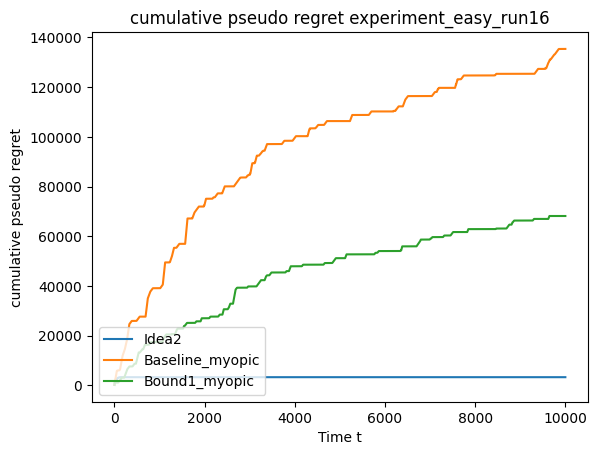 cumulative pseudo regret experiment_easy_run16
cumulative pseudo regret
140000
120000
100000
80000
60000
40000
20000
0
Idea2
Baseline_myopic
Bound1_myopic
0
2000
4000
6000
8000
10000
Time t